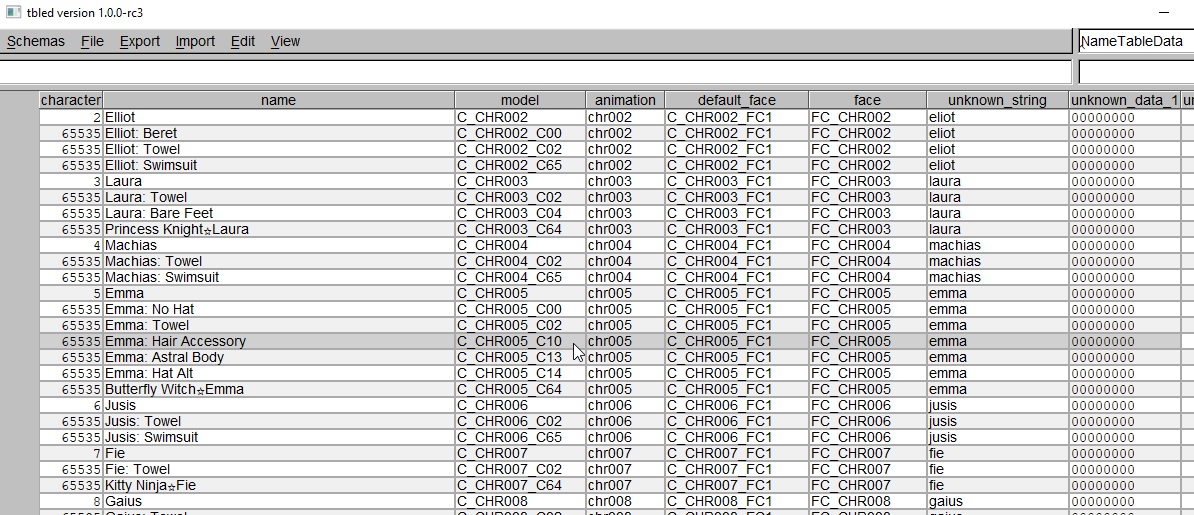 tbled version 1.0.0-rc3
Schemas File Export Import Edit View NameTableData
character name model animation default_face face unknown_string unknown_data_1
2 Elliot C_CHR002 chr002 C_CHR002_FC1 FC_CHR002 eliot 00000000
65535 Elliot: Beret C_CHR002_C00 chr002 C_CHR002_FC1 FC_CHR002 eliot 00000000
65535 Elliot: Towel C_CHR002_C02 chr002 C_CHR002_FC1 FC_CHR002 eliot 00000000
65535 Elliot: Swimsuit C_CHR002_C65 chr002 C_CHR002_FC1 FC_CHR002 eliot 00000000
3 Laura C_CHR003 chr003 C_CHR003_FC1 FC_CHR003 laura 00000000
65535 Laura: Towel C_CHR003_C02 chr003 C_CHR003_FC1 FC_CHR003 laura 00000000
65535 Laura: Bare Feet C_CHR003_C04 chr003 C_CHR003_FC1 FC_CHR003 laura 00000000
65535 Princess Knight☆Laura C_CHR003_C64 chr003 C_CHR003_FC1 FC_CHR003 laura 00000000
4 Machias C_CHR004 chr004 C_CHR004_FC1 FC_CHR004 machias 00000000
65535 Machias: Towel C_CHR004_C02 chr004 C_CHR004_FC1 FC_CHR004 machias 00000000
65535 Machias: Swimsuit C_CHR004_C65 chr004 C_CHR004_FC1 FC_CHR004 machias 00000000
5 Emma C_CHR005 chr005 C_CHR005_FC1 FC_CHR005 emma 00000000
65535 Emma: No Hat C_CHR005_C00 chr005 C_CHR005_FC1 FC_CHR005 emma 00000000
65535 Emma: Towel C_CHR005_C02 chr005 C_CHR005_FC1 FC_CHR005 emma 00000000
65535 Emma: Hair Accessory C_CHR005_C10 chr005 C_CHR005_FC1 FC_CHR005 emma 00000000
65535 Emma: Astral Body C_CHR005_C13 chr005 C_CHR005_FC1 FC_CHR005 emma 00000000
65535 Emma: Hat Alt C_CHR005_C14 chr005 C_CHR005_FC1 FC_CHR005 emma 00000000
65535 Butterfly Witch☆Emma C_CHR005_C64 chr005 C_CHR005_FC1 FC_CHR005 emma 00000000
6 Jusis C_CHR006 chr006 C_CHR006_FC1 FC_CHR006 jusis 00000000
65535 Jusis: Towel C_CHR006_C02 chr006 C_CHR006_FC1 FC_CHR006 jusis 00000000
65535 Jusis: Swimsuit C_CHR006_C65 chr006 C_CHR006_FC1 FC_CHR006 jusis 00000000
7 Fie C_CHR007 chr007 C_CHR007_FC1 FC_CHR007 fie 00000000
65535 Fie: Towel C_CHR007_C02 chr007 C_CHR007_FC1 FC_CHR007 fie 00000000
65535 Kitty Ninja☆Fie C_CHR007_C64 chr007 C_CHR007_FC1 FC_CHR007 fie 00000000
8 Gaius C_CHR008 chr008 C_CHR008_FC1 FC_CHR008 gaius 00000000